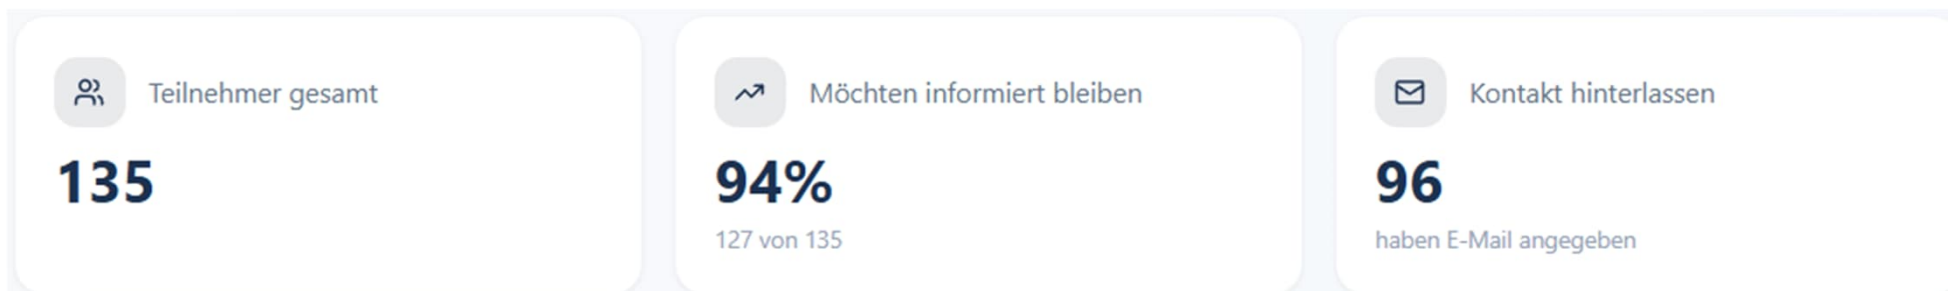 Teilnehmer gesamt
135
Möchten informiert bleiben
94%
127 von 135
Kontakt hinterlassen
96
haben E-Mail angegeben